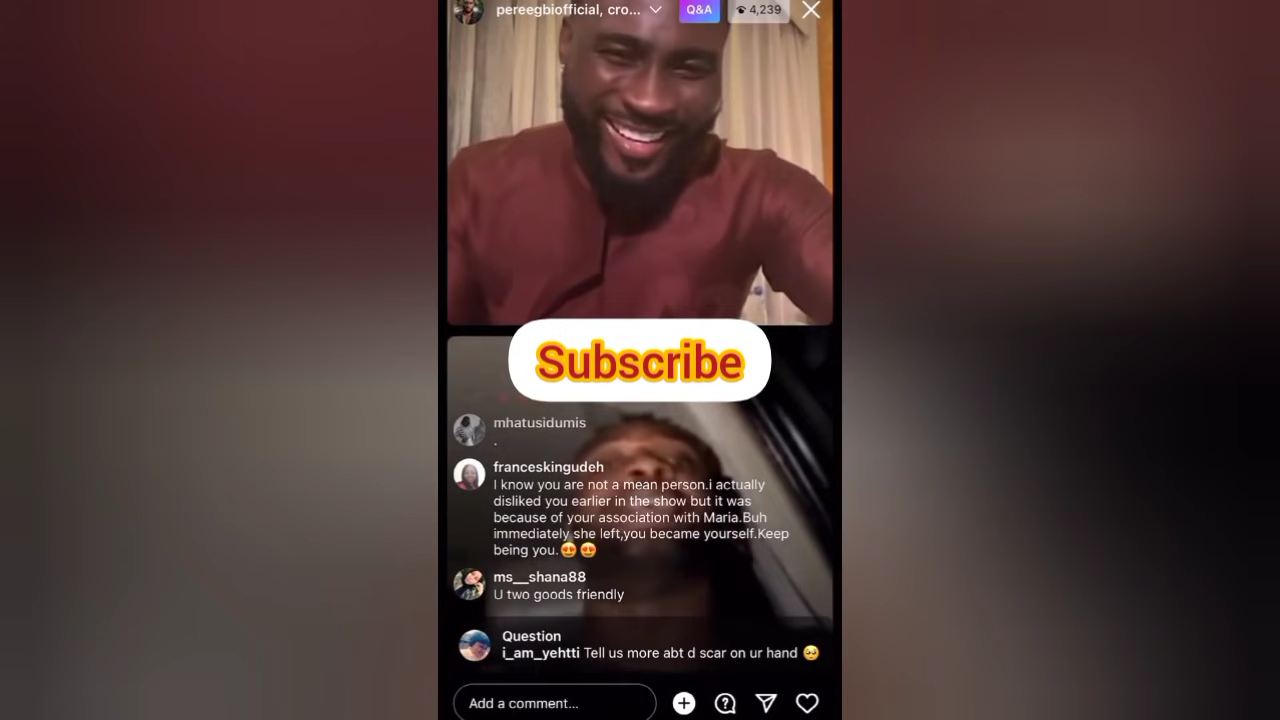 pereegbiofficial, cro...
Q&A
4,239
Subscribe
mhatusidumis
.
franceskingudeh
I know you are not a mean person.i actually
disliked you earlier in the show but it was
because of your association with Maria.Buh
immediately she left,you became yourself.Keep
being you.😍 😍
ms__shana88
U two goods friendly
Question
i_am_yehtti Tell us more abt d scar on ur hand 🥺
Add a comment...